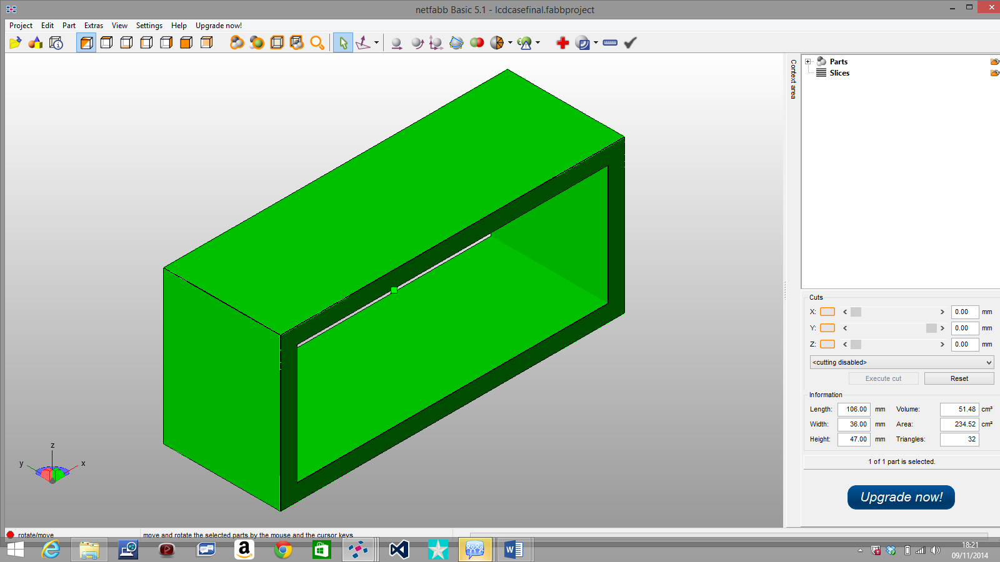 netfabb Basic 5.1 - lcdcasefinal.fabbproject
Project Edit Part Extras View Settings Help Upgrade now!
Context area
Parts
Slices
Cuts
X: 0.00 mm
Y: 0.00 mm
Z: 0.00 mm
<cutting disabled>
Execute cut Reset
Information
Length: 106.00 mm Volume: 51.48 cm³
Width: 36.00 mm Area: 234.52 cm²
Height: 47.00 mm Triangles: 32
1 of 1 part is selected.
Upgrade now!
z
y x
rotate/move move and rotate the selected parts by the mouse and the cursor keys
18:21
09/11/2014